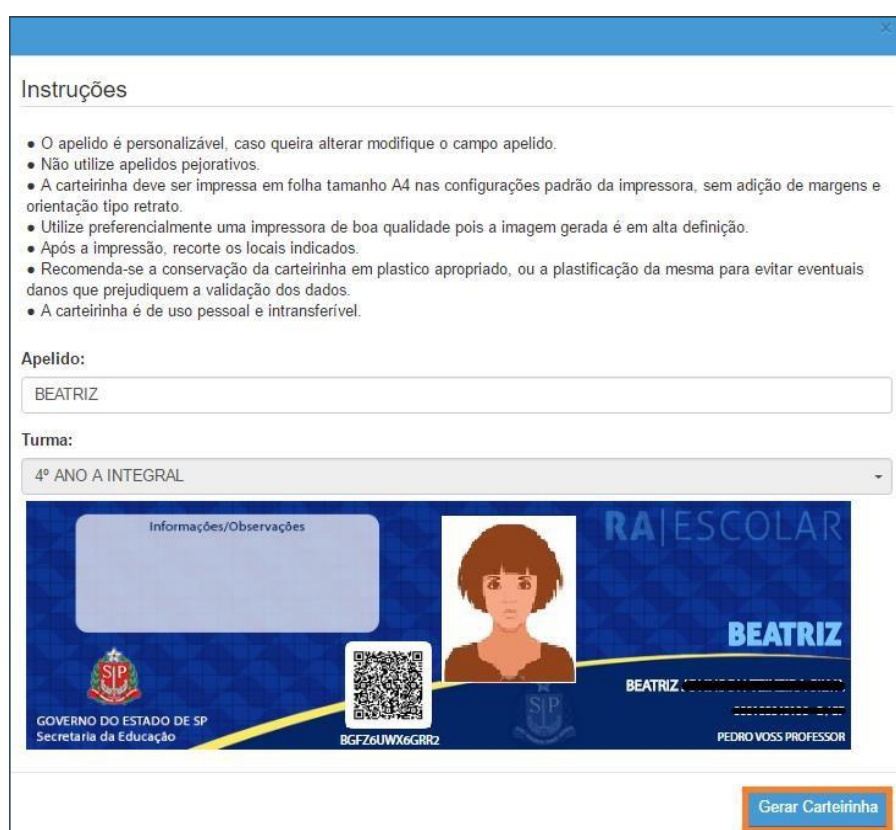 ×
Instruções
● O apelido é personalizável, caso queira alterar modifique o campo apelido.
● Não utilize apelidos pejorativos.
● A carteirinha deve ser impressa em folha tamanho A4 nas configurações padrão da impressora, sem adição de margens e
orientação tipo retrato.
● Utilize preferencialmente uma impressora de boa qualidade pois a imagem gerada é em alta definição.
● Após a impressão, recorte os locais indicados.
● Recomenda-se a conservação da carteirinha em plastico apropriado, ou a plastificação da mesma para evitar eventuais
danos que prejudiquem a validação dos dados.
● A carteirinha é de uso pessoal e intransferível.
Apelido:
BEATRIZ
Turma:
4º ANO A INTEGRAL
Informações/Observações
RA|ESCOLAR
BEATRIZ
SP
GOVERNO DO ESTADO DE SP
Secretaria da Educação
BGFZ6UWX6GRR2
SP
BEATRIZ
PEDRO VOSS PROFESSOR
Gerar Carteirinha